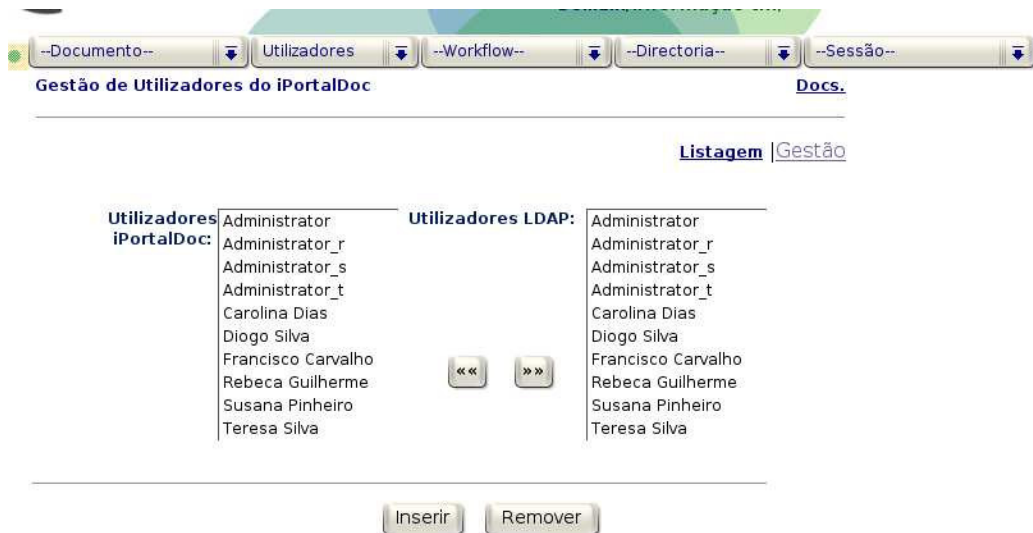 --Documento-- Utilizadores --Workflow-- --Directoria-- --Sessão--
Gestão de Utilizadores do iPortalDoc Docs.
Listagem |Gestão
Utilizadores iPortalDoc:
Administrator
Administrator_r
Administrator_s
Administrator_t
Carolina Dias
Diogo Silva
Francisco Carvalho
Rebeca Guilherme
Susana Pinheiro
Teresa Silva
«« »»
Utilizadores LDAP:
Administrator
Administrator_r
Administrator_s
Administrator_t
Carolina Dias
Diogo Silva
Francisco Carvalho
Rebeca Guilherme
Susana Pinheiro
Teresa Silva
Inserir Remover